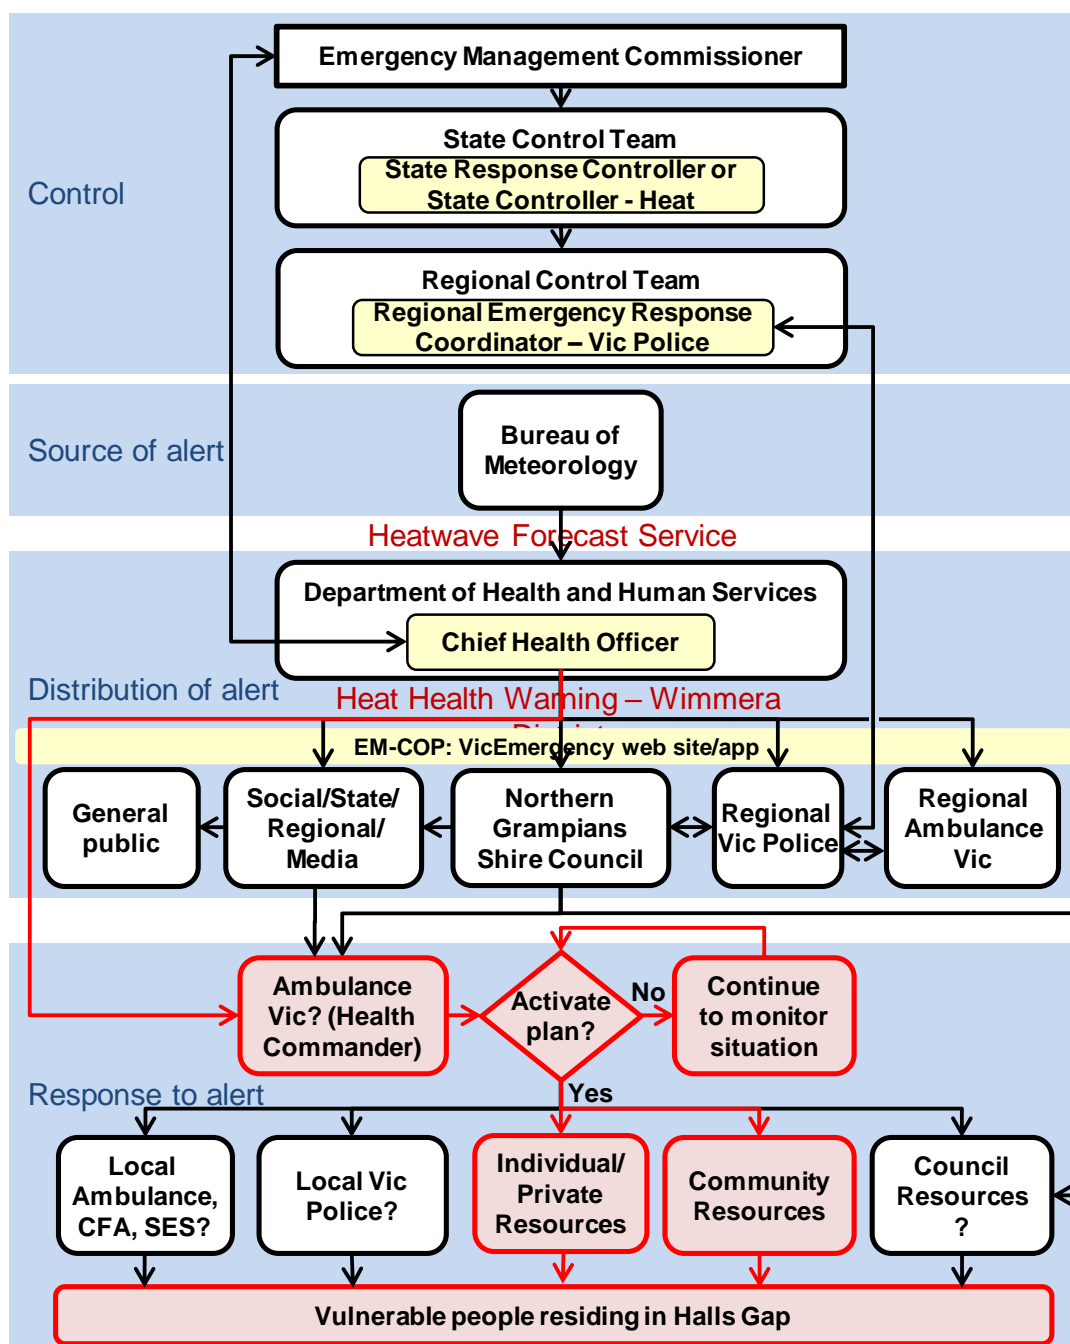 Emergency Management Commissioner
State Control Team
State Response Controller or
State Controller - Heat
Control
Regional Control Team
Regional Emergency Response
Coordinator – Vic Police
Bureau of
Meteorology
Source of alert
Heatwave Forecast Service
Department of Health and Human Services
Chief Health Officer
Distribution of alert
Heat Health Warning – Wimmera
EM-COP: VicEmergency web site/app
General
public
Social/State/
Regional/
Media
Northern
Grampians
Shire Council
Regional
Vic Police
Regional
Ambulance
Vic
Ambulance
Vic? (Health
Commander)
Activate
plan?
No
Continue
to monitor
situation
Response to alert
Yes
Local
Ambulance,
CFA, SES?
Local Vic
Police?
Individual/
Private
Resources
Community
Resources
Council
Resources
?
Vulnerable people residing in Halls Gap